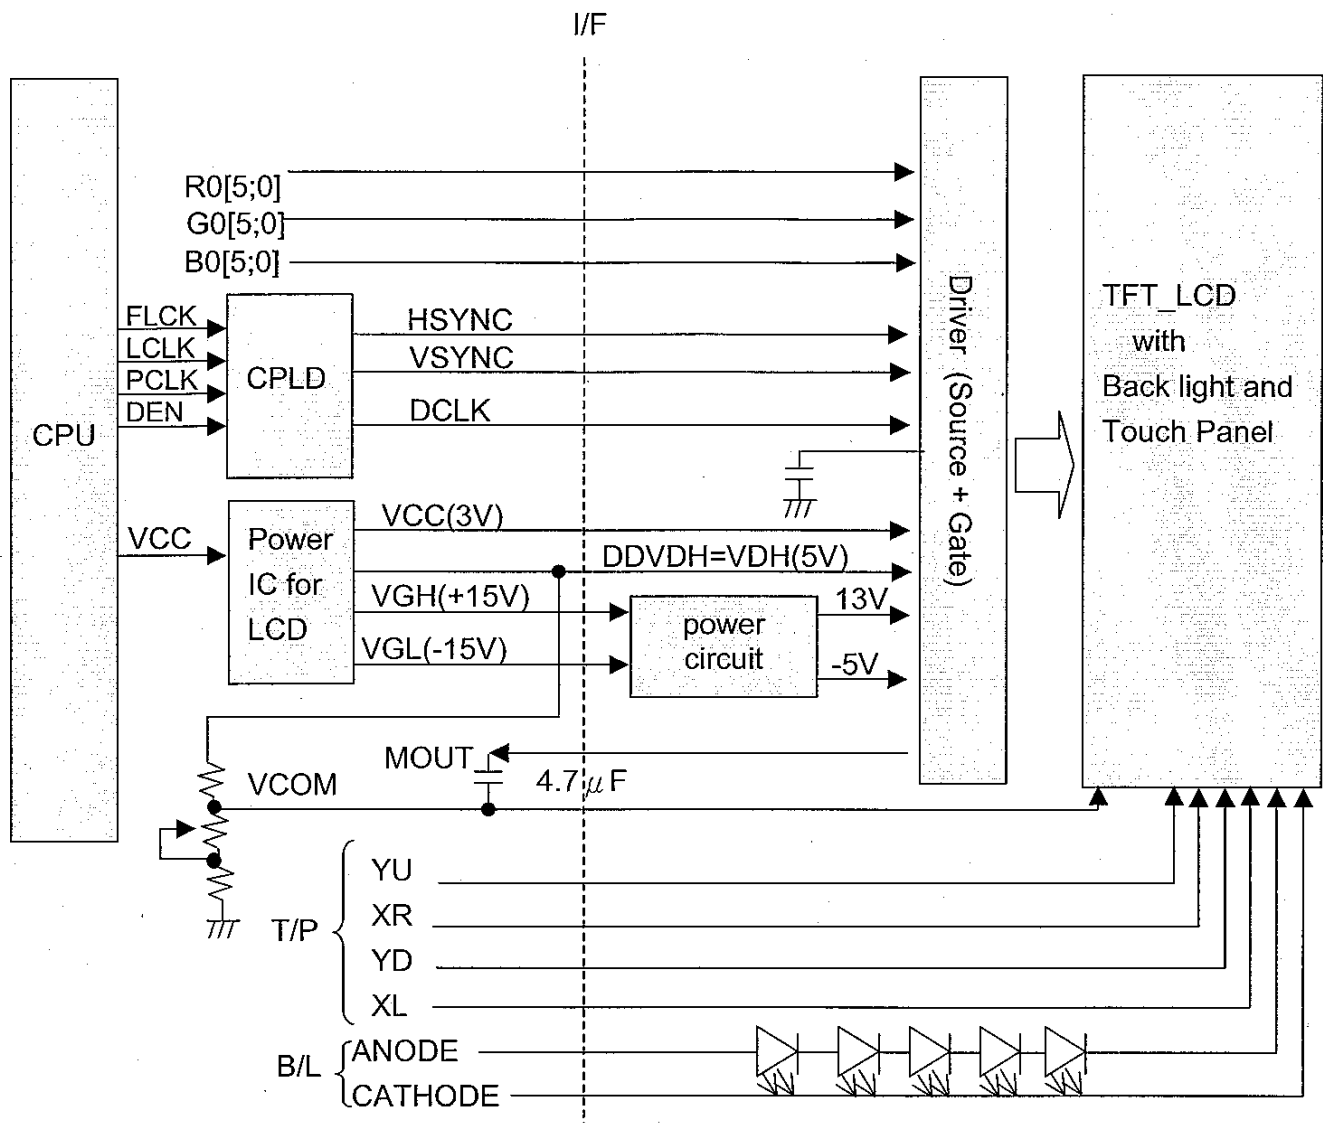 I/F
R0[5;0]
G0[5;0]
B0[5;0]
FLCK
LCLK
PCLK
DEN
CPU
CPLD
HSYNC
VSYNC
DCLK
Driver (Source + Gate)
TFT_LCD
with
Back light and
Touch Panel
VCC
Power
IC for
LCD
VCC(3V)
DDVDH=VDH(5V)
VGH(+15V)
VGL(-15V)
power
circuit
13V
-5V
MOUT
4.7μF
VCOM
T/P
YU
XR
YD
XL
B/L
ANODE
CATHODE